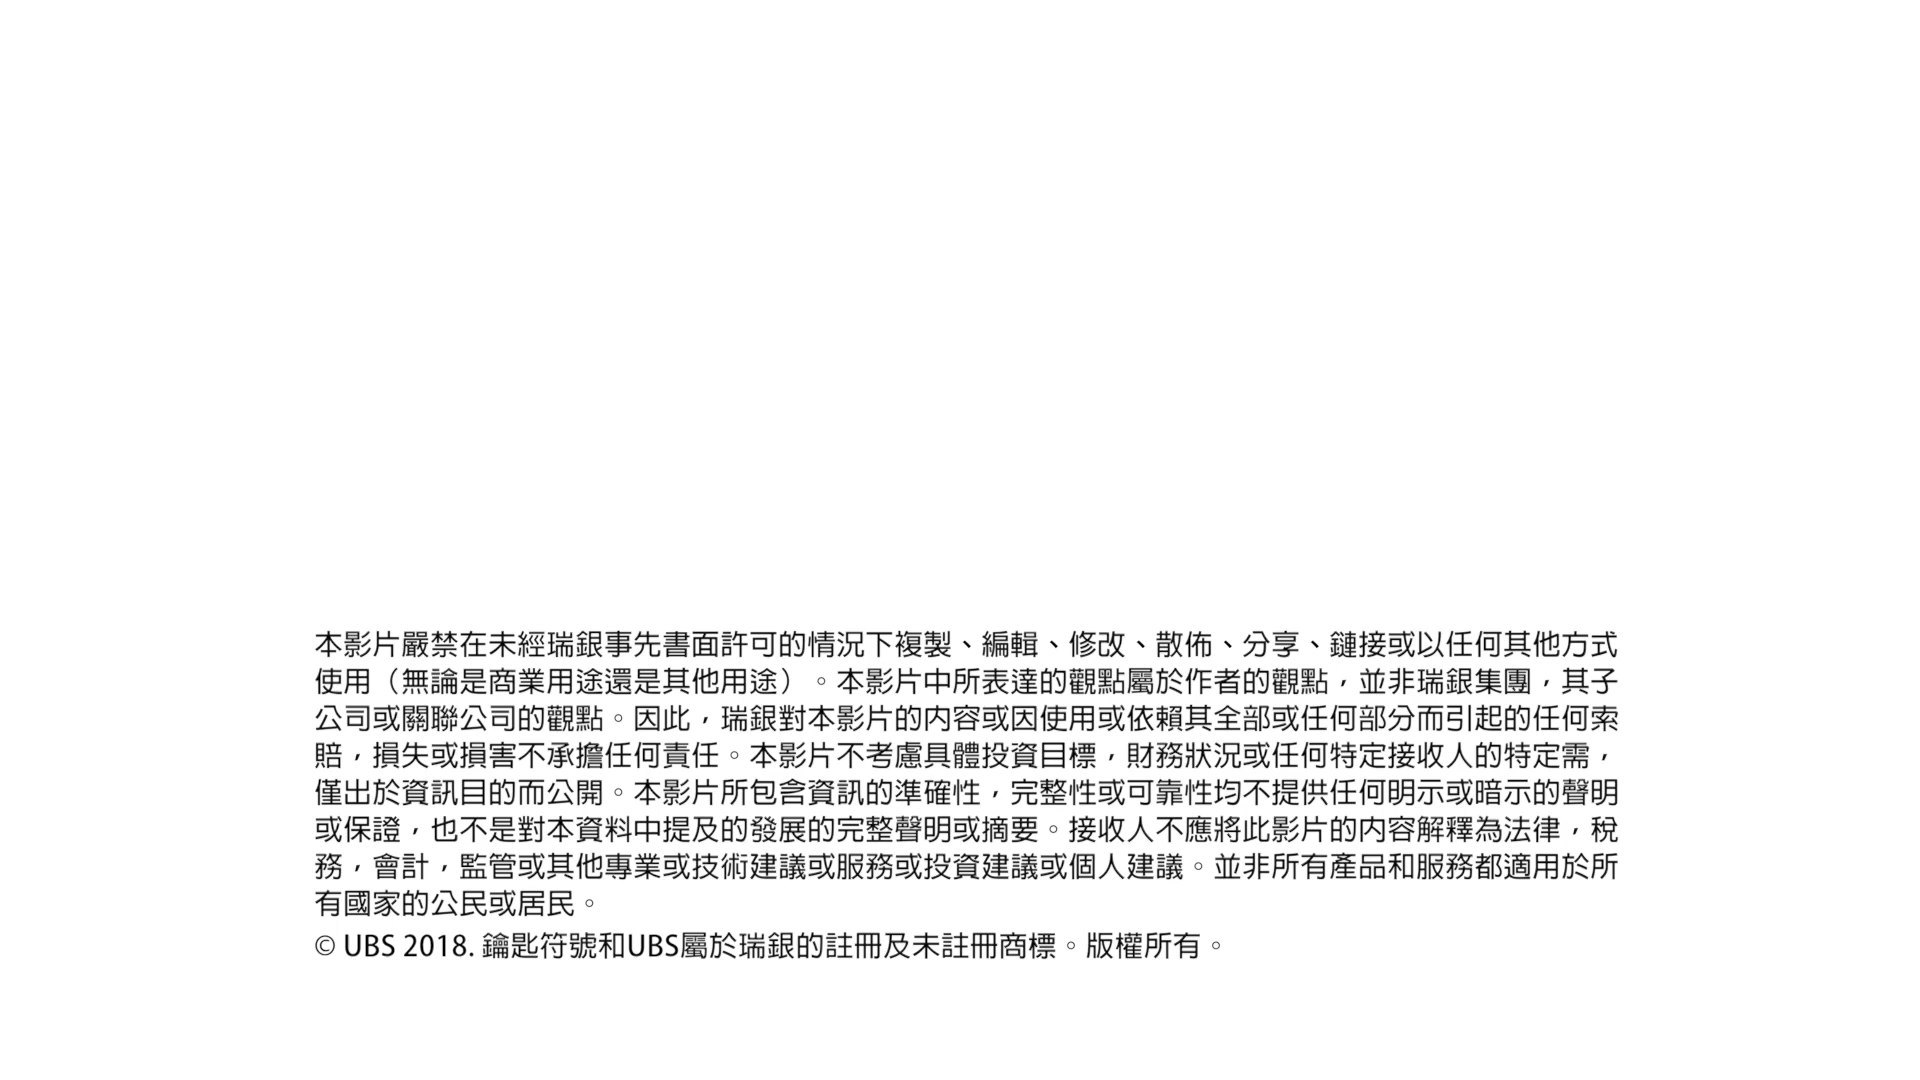 本影片嚴禁在未經瑞銀事先書面許可的情況下複製、編輯、修改、散佈、分享、鏈接或以任何其他方式
使用（無論是商業用途還是其他用途）。本影片中所表達的觀點屬於作者的觀點，並非瑞銀集團，其子
公司或關聯公司的觀點。因此，瑞銀對本影片的內容或因使用或依賴其全部或任何部分而引起的任何索
賠，損失或損害不承擔任何責任。本影片不考慮具體投資目標，財務狀況或任何特定接收人的特定需，
僅出於資訊目的而公開。本影片所包含資訊的準確性，完整性或可靠性均不提供任何明示或暗示的聲明
或保證，也不是對本資料中提及的發展的完整聲明或摘要。接收人不應將此影片的內容解釋為法律，稅
務，會計，監管或其他專業或技術建議或服務或投資建議或個人建議。並非所有產品和服務都適用於所
有國家的公民或居民。
© UBS 2018. 鑰匙符號和UBS屬於瑞銀的註冊及未註冊商標。版權所有。